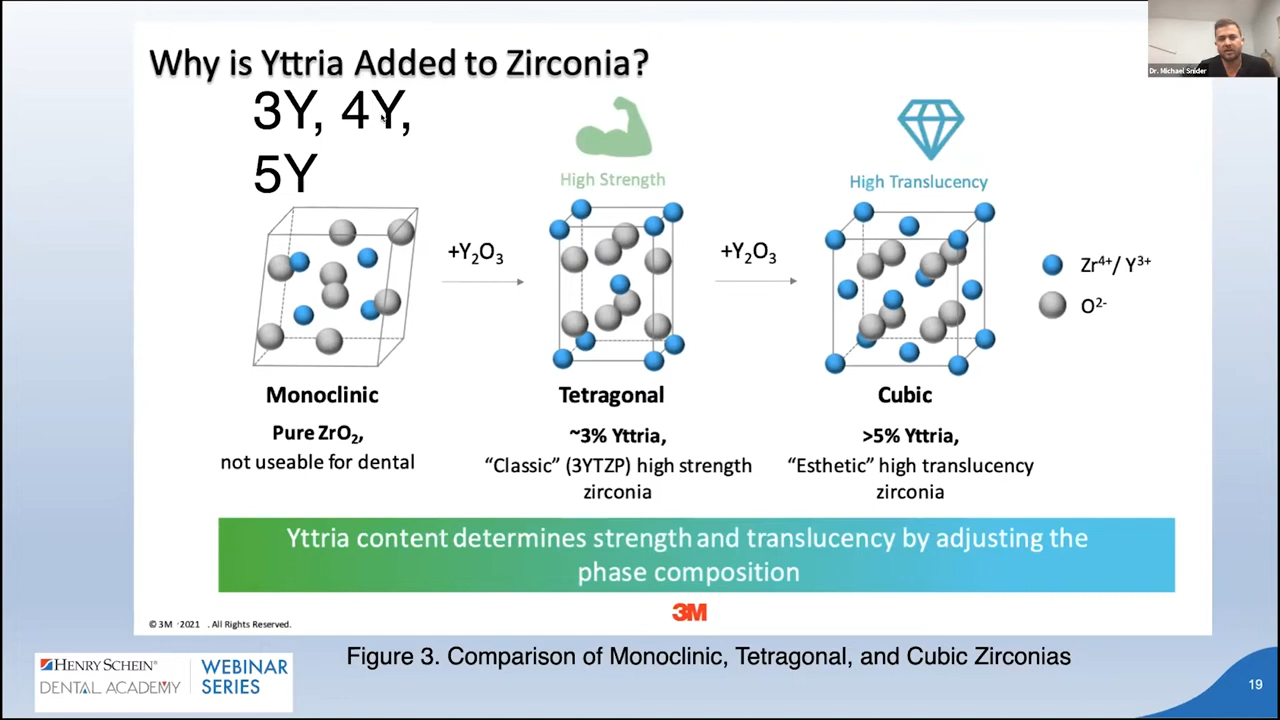 Why is Yttria Added to Zirconia?
3Y, 4Y,
5Y
Dr. Michael Snider
High Strength
High Translucency
+Y₂O₃
+Y₂O₃
Zr⁴⁺/ Y³⁺
O²⁻
Monoclinic
Pure ZrO₂,
not useable for dental
Tetragonal
~3% Yttria,
“Classic” (3YTZP) high strength
zirconia
Cubic
>5% Yttria,
“Esthetic” high translucency
zirconia
Yttria content determines strength and translucency by adjusting the
phase composition
3M
© 3M ·2021 . All Rights Reserved.
Figure 3. Comparison of Monoclinic, Tetragonal, and Cubic Zirconias
HENRY SCHEIN®
DENTAL ACADEMY
WEBINAR
SERIES
19